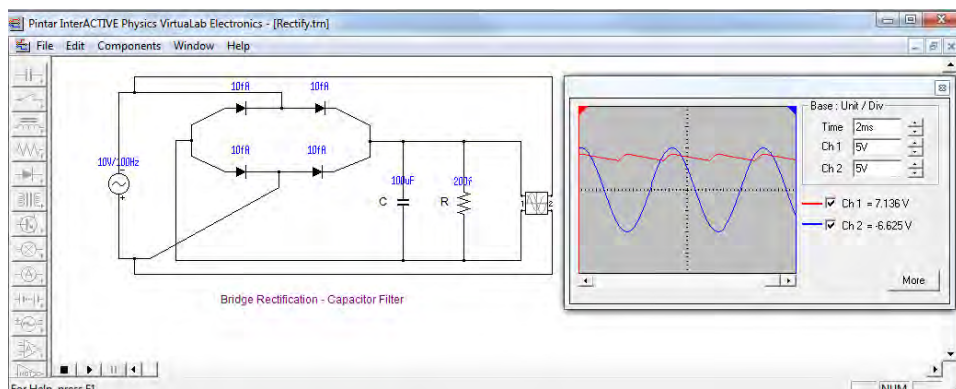 Pintar InterACTIVE Physics VirtuaLab Electronics - [Rectify.trn]
File Edit Components Window Help
10fA 10fA
10V/100Hz
10fA 10fA
100uF
C
R
1 2
Bridge Rectification - Capacitor Filter
Base : Unit / Div
Time 2ms
Ch 1 5V
Ch 2 5V
Ch 1 = 7.136 V
Ch 2 = -6.625 V
More
For Help, press F1
NUM